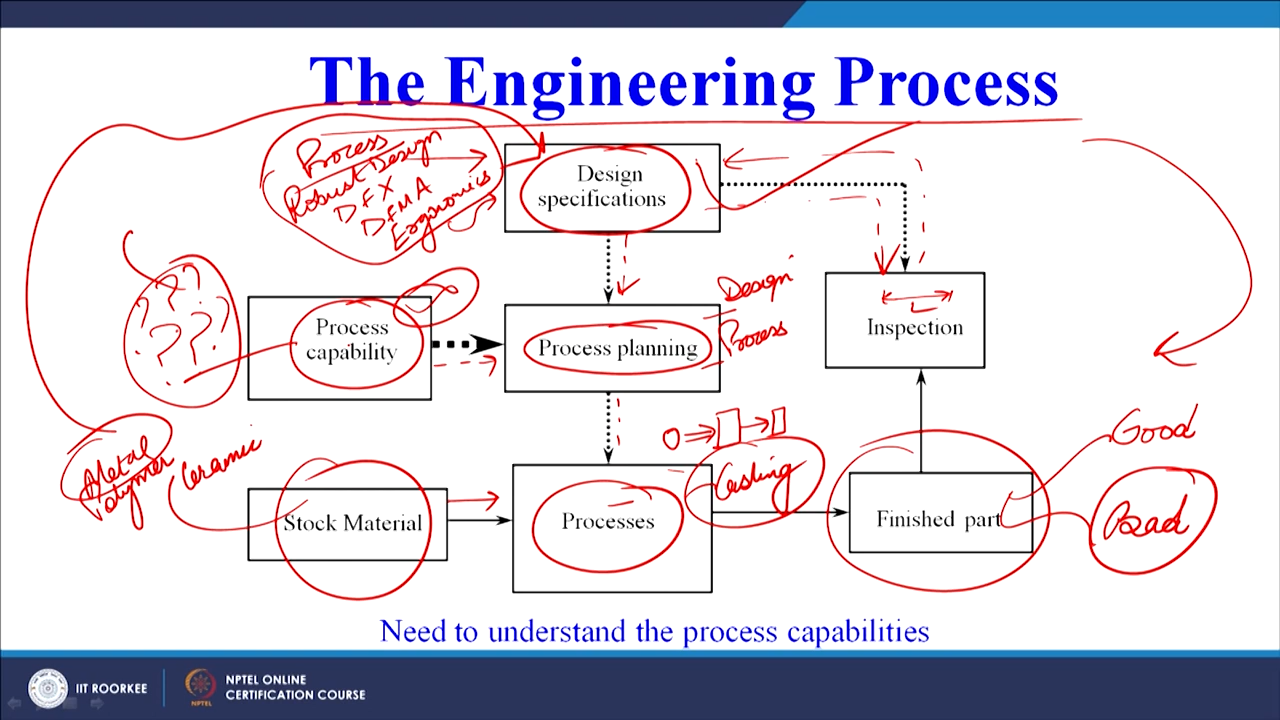 The Engineering Process
Process
Robust Design
DFX
DFMA
Ergonomics
Design
specifications
Process
capability
Process planning
Design
Process
L
Inspection
? ? ?
? ? ?
Metal
Polymer
Ceramic
Stock Material
Processes
Casting
Finished part
Good
Bad
Need to understand the process capabilities
IIT ROORKEE
NPTEL ONLINE
CERTIFICATION COURSE
NPTEL